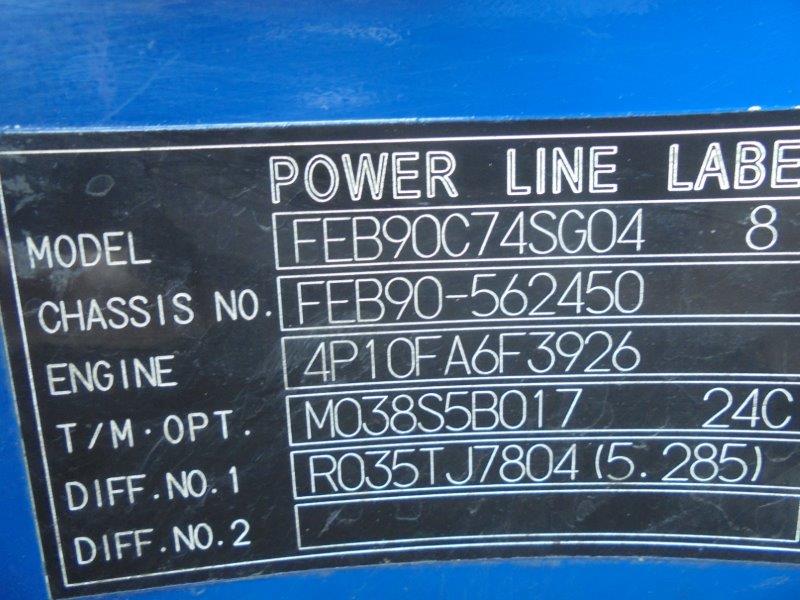 POWER LINE LABE
MODEL FEB90C74SG04 8
CHASSIS NO. FEB90-562450
ENGINE 4P10FA6F3926
T/M·OPT. M038S5B017 24C
DIFF.NO.1 R035TJ7804(5.285)
DIFF.NO.2